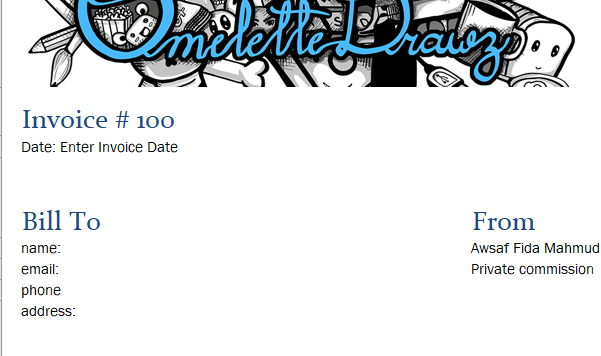 OmeletteDrawz
Invoice # 100
Date: Enter Invoice Date
Bill To
name:
email:
phone
address:
From
Awsaf Fida Mahmud
Private commission